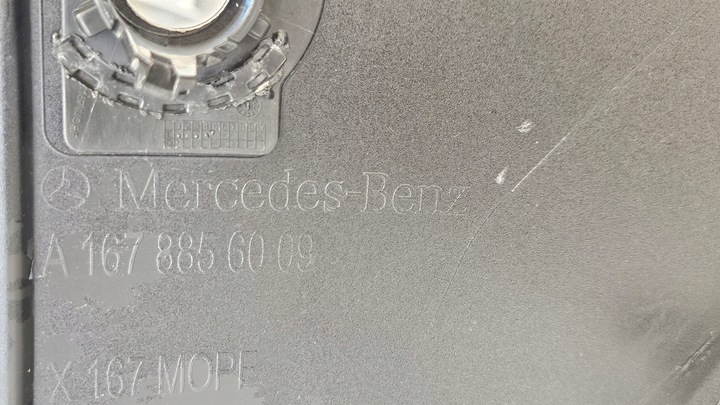 Mercedes-Benz
A 167 885 60 09
X 167 MOPF